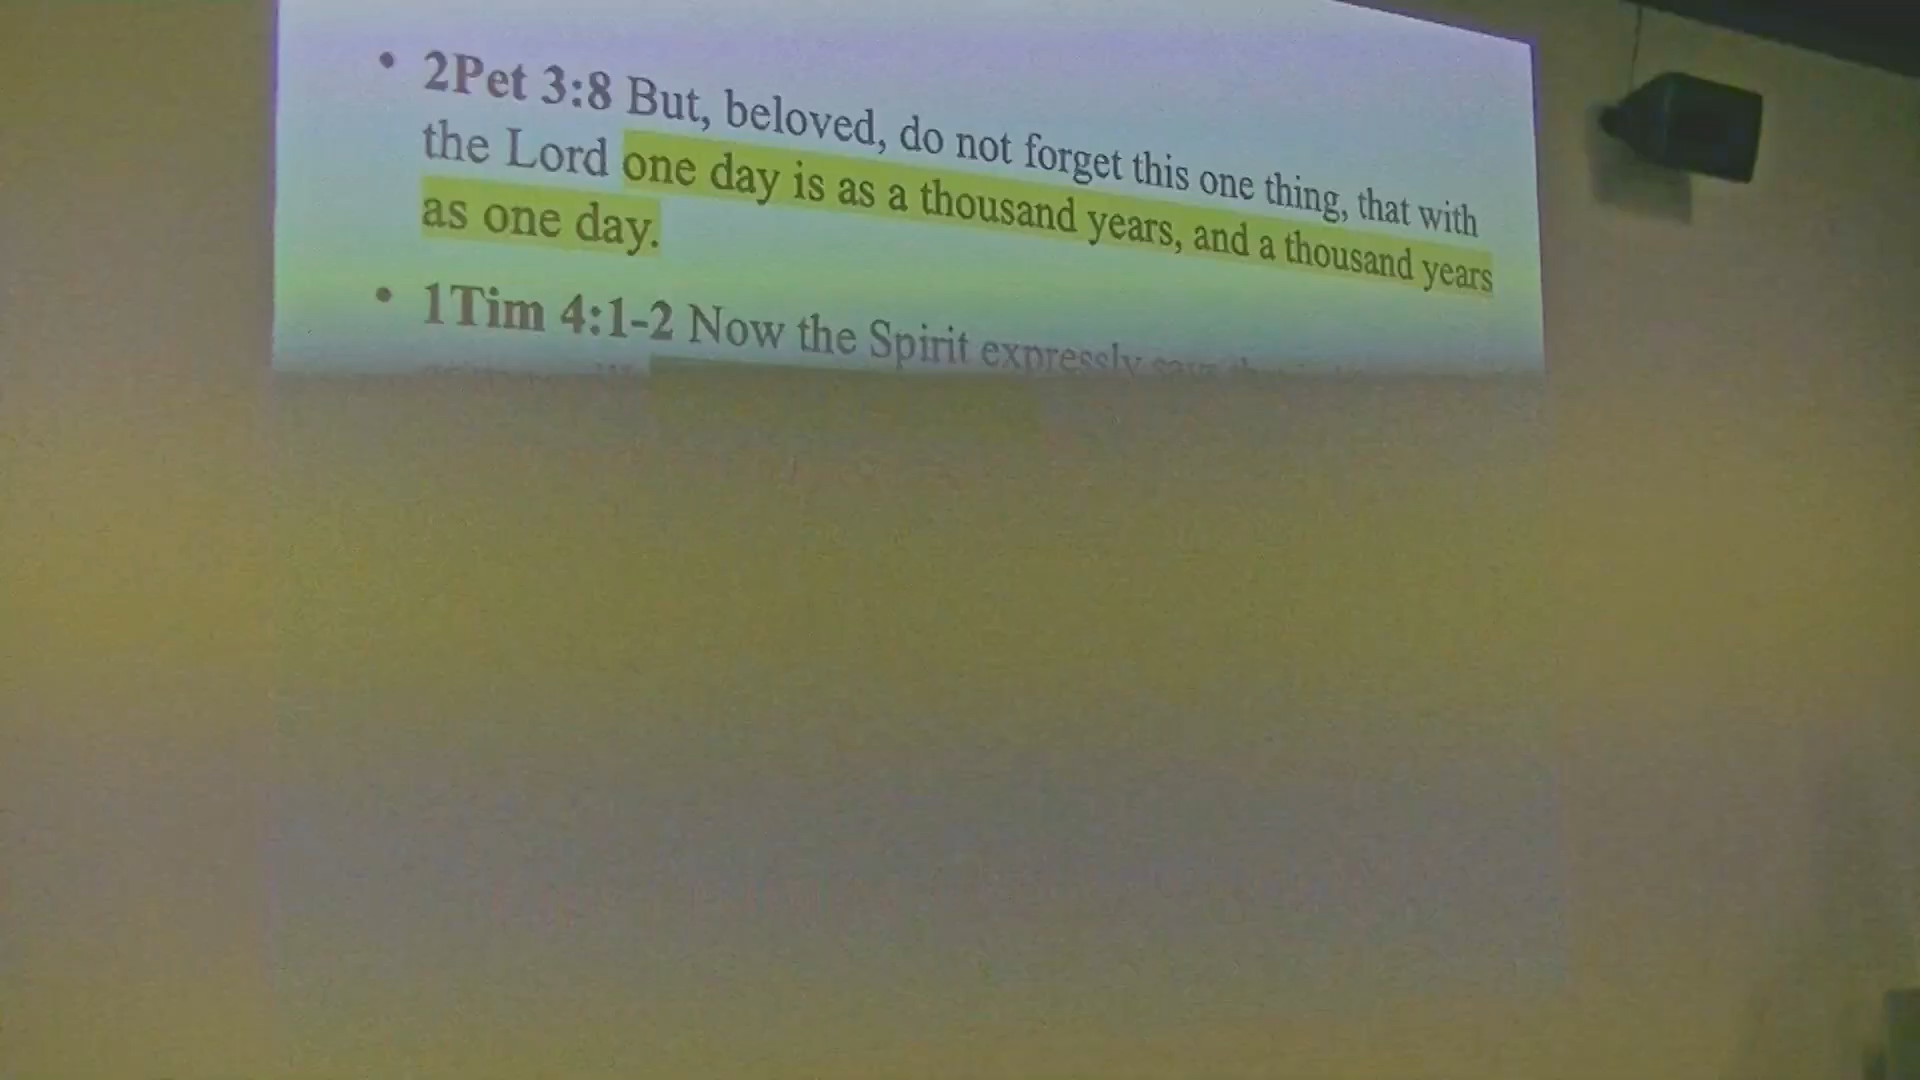 • 2Pet 3:8 But, beloved, do not forget this one thing, that with
the Lord one day is as a thousand years, and a thousand years
as one day.
• 1Tim 4:1-2 Now the Spirit expressly